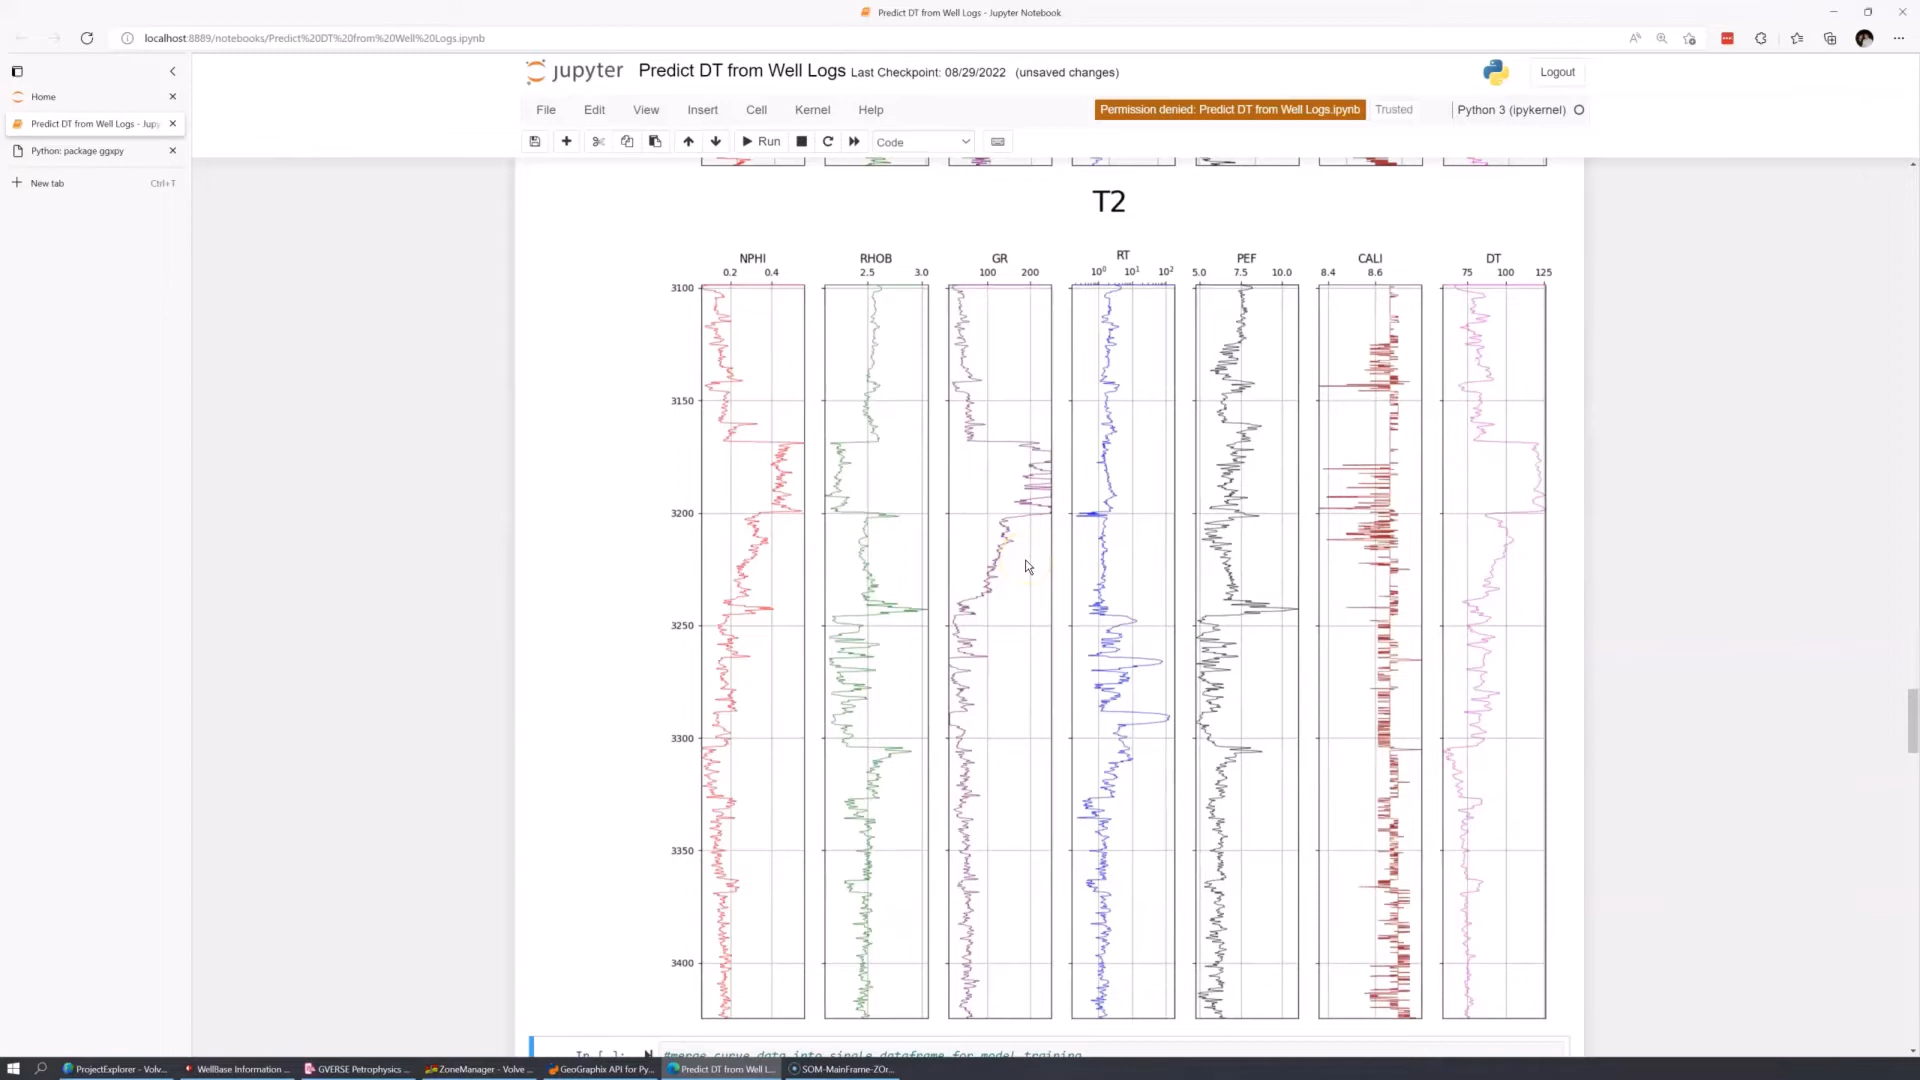 Predict DT from Well Logs - Jupyter Notebook
localhost:8889/notebooks/Predict%20DT%20from%20Well%20Logs.ipynb
Home
Predict DT from Well Logs - Jupy
Python: package ggxpy
New tab Ctrl+T
jupyter Predict DT from Well Logs Last Checkpoint: 08/29/2022 (unsaved changes) Logout
File Edit View Insert Cell Kernel Help Permission denied: Predict DT from Well Logs.ipynb Trusted Python 3 (ipykernel)
Run Code
T2
NPHI RHOB GR RT PEF CALI DT
0.2 0.4 2.5 3.0 100 200 10⁰ 10¹ 10² 5.0 7.5 10.0 8.4 8.6 75 100 125
3100
3150
3200
3250
3300
3350
3400
In [ ]: #merge curve data into single dataframe for model training
ProjectExplorer - Volv... WellBase Information ... GVERSE Petrophysics ... ZoneManager - Volve ... GeoGraphix API for Py... Predict DT from Well L... SOM-MainFrame-ZOr...